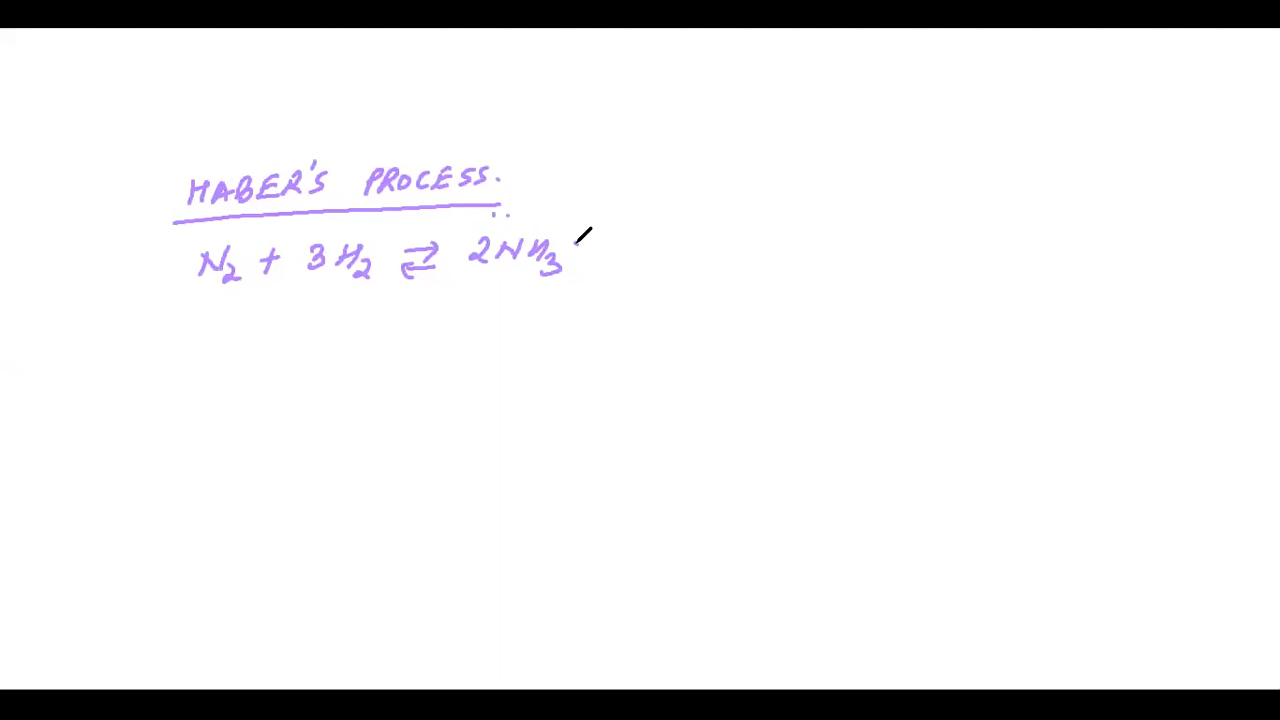 HABER'S PROCESS.
N₂ + 3H₂ ⇄ 2NH₃